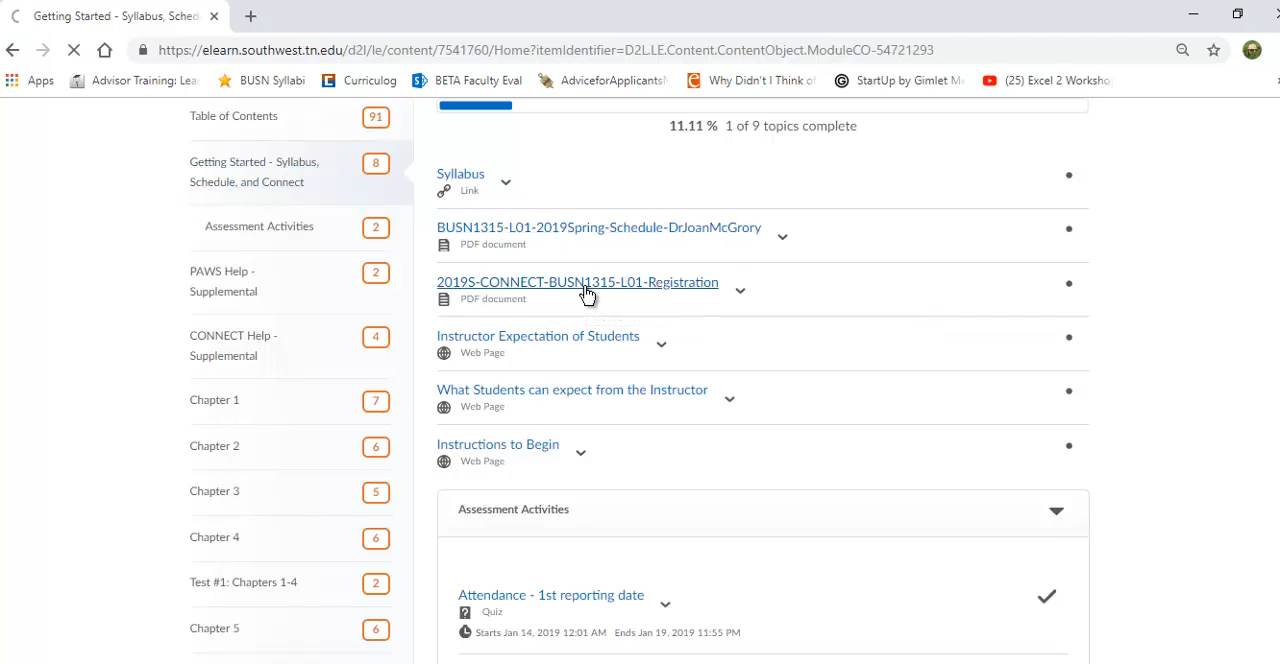 Getting Started - Syllabus, Sched
https://elearn.southwest.tn.edu/d2l/le/content/7541760/Home?itemIdentifier=D2L.LE.Content.ContentObject.ModuleCO-54721293
Apps
Advisor Training: Lea
BUSN Syllabi
Curriculog
BETA Faculty Eval
AdviceforApplicants
Why Didn't I Think of
StartUp by Gimlet Me
(25) Excel 2 Workshop
Table of Contents
91
Getting Started - Syllabus,
Schedule, and Connect
8
Assessment Activities
2
PAWS Help -
Supplemental
2
CONNECT Help -
Supplemental
4
Chapter 1
7
Chapter 2
6
Chapter 3
5
Chapter 4
6
Test #1: Chapters 1-4
2
Chapter 5
6
11.11 % 1 of 9 topics complete
Syllabus
Link
BUSN1315-L01-2019Spring-Schedule-DrJoanMcGrory
PDF document
2019S-CONNECT-BUSN1315-L01-Registration
PDF document
Instructor Expectation of Students
Web Page
What Students can expect from the Instructor
Web Page
Instructions to Begin
Web Page
Assessment Activities
Attendance - 1st reporting date
Quiz
Starts Jan 14, 2019 12:01 AM Ends Jan 19, 2019 11:55 PM